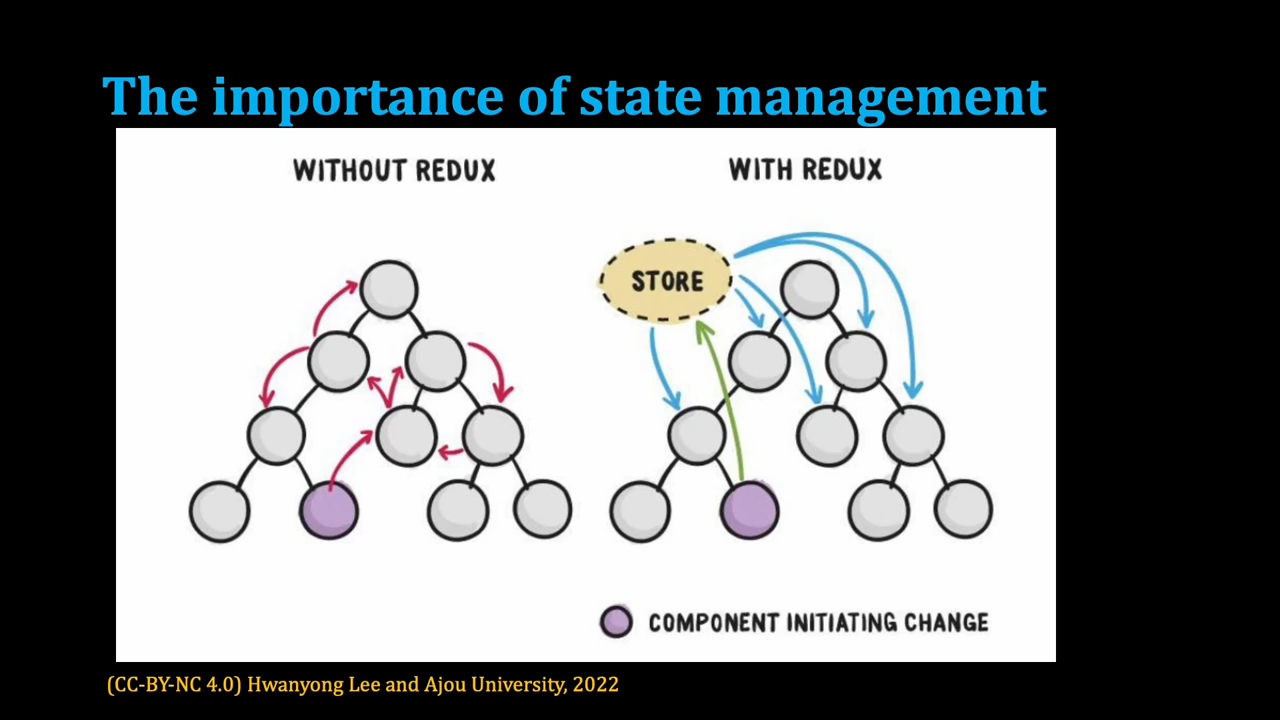 The importance of state management
WITHOUT REDUX
WITH REDUX
STORE
COMPONENT INITIATING CHANGE
(CC-BY-NC 4.0) Hwanyong Lee and Ajou University, 2022